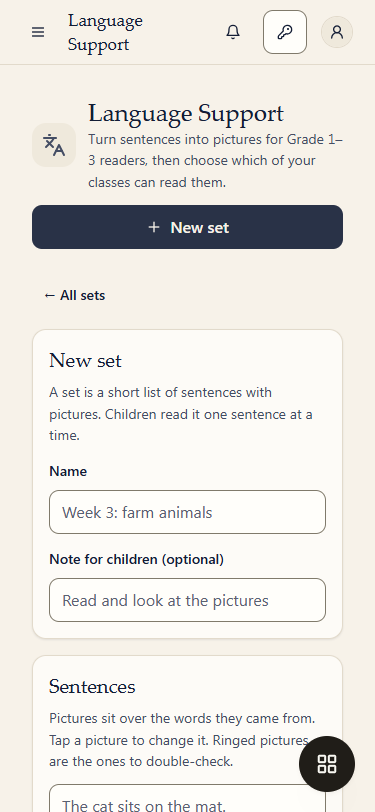 Language
Support
Language Support
Turn sentences into pictures for Grade 1–
3 readers, then choose which of your
classes can read them.
+ New set
← All sets
New set
A set is a short list of sentences with
pictures. Children read it one sentence at a
time.
Name
Week 3: farm animals
Note for children (optional)
Read and look at the pictures
Sentences
Pictures sit over the words they came from.
Tap a picture to change it. Ringed pictures
are the ones to double-check.
The cat sits on the mat.